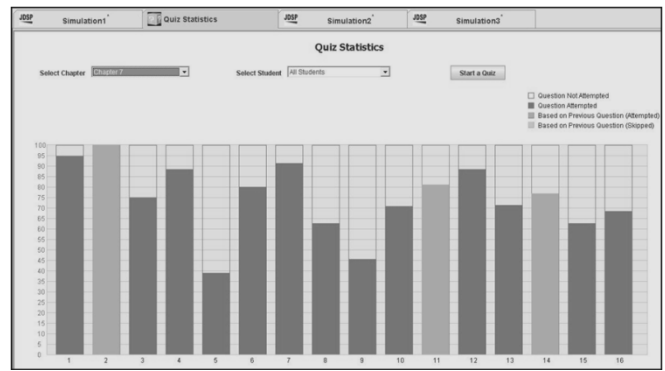 JDSP Simulation1 Quiz Statistics JDSP Simulation2 JDSP Simulation3
Quiz Statistics
Select Chapter Chapter 7 Select Student All Students Start a Quiz
Question Not Attempted
Question Attempted
Based on Previous Question (Attempted)
Based on Previous Question (Skipped)
100
95
90
85
80
75
70
65
60
55
50
45
40
35
30
25
20
15
10
5
0
1 2 3 4 5 6 7 8 9 10 11 12 13 14 15 16